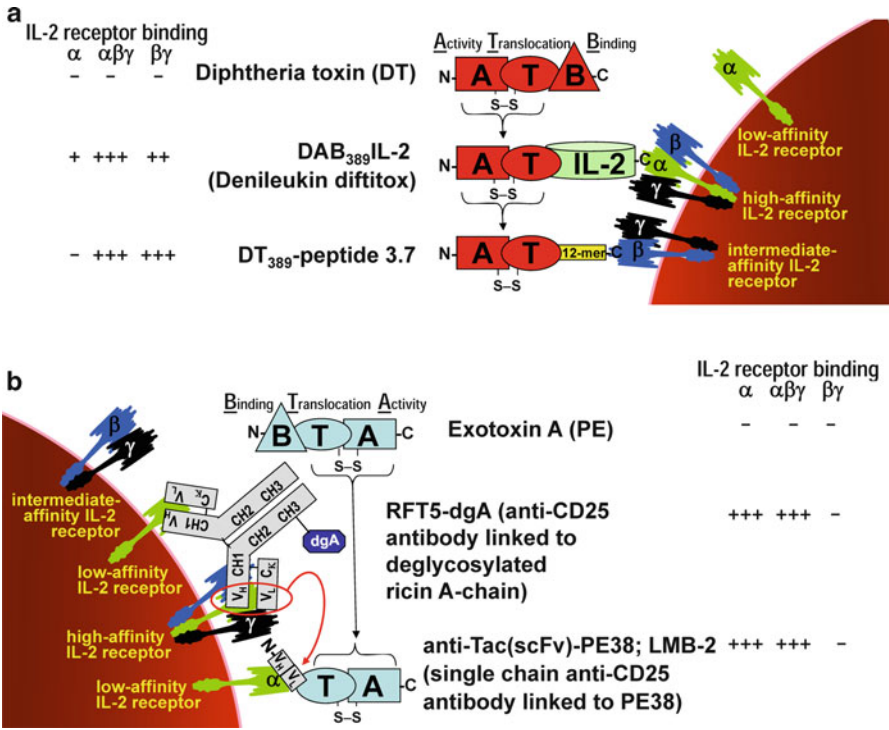 a
IL-2 receptor binding
α αβγ βγ
– – –
Diphtheria toxin (DT)
Activity Translocation Binding
N- A T B -C
S–S
+ +++ ++
DAB389IL-2
(Denileukin diftitox)
N- A T IL-2 -C
S–S
– +++ +++
DT389-peptide 3.7
N- A T 12-mer -C
S–S
α
low-affinity
IL-2 receptor
β
α
γ
high-affinity
IL-2 receptor
γ
β
intermediate-
affinity IL-2
receptor
b
IL-2 receptor binding
α αβγ βγ
Binding Translocation Activity
N- B T A -C
S–S
Exotoxin A (PE)
– – –
β
γ
intermediate-
affinity IL-2
receptor
low-affinity
IL-2 receptor
high-affinity
IL-2 receptor
low-affinity
IL-2 receptor
VL CK
VH CH1
CH2 CH3
CH2 CH3
CH1
VH
VL CK
dgA
γ
RFT5-dgA (anti-CD25
antibody linked to
deglycosylated
ricin A-chain)
+++ +++ –
N-
VH VL
α
T A -C
S–S
anti-Tac(scFv)-PE38; LMB-2
(single chain anti-CD25
antibody linked to PE38)
+++ +++ –